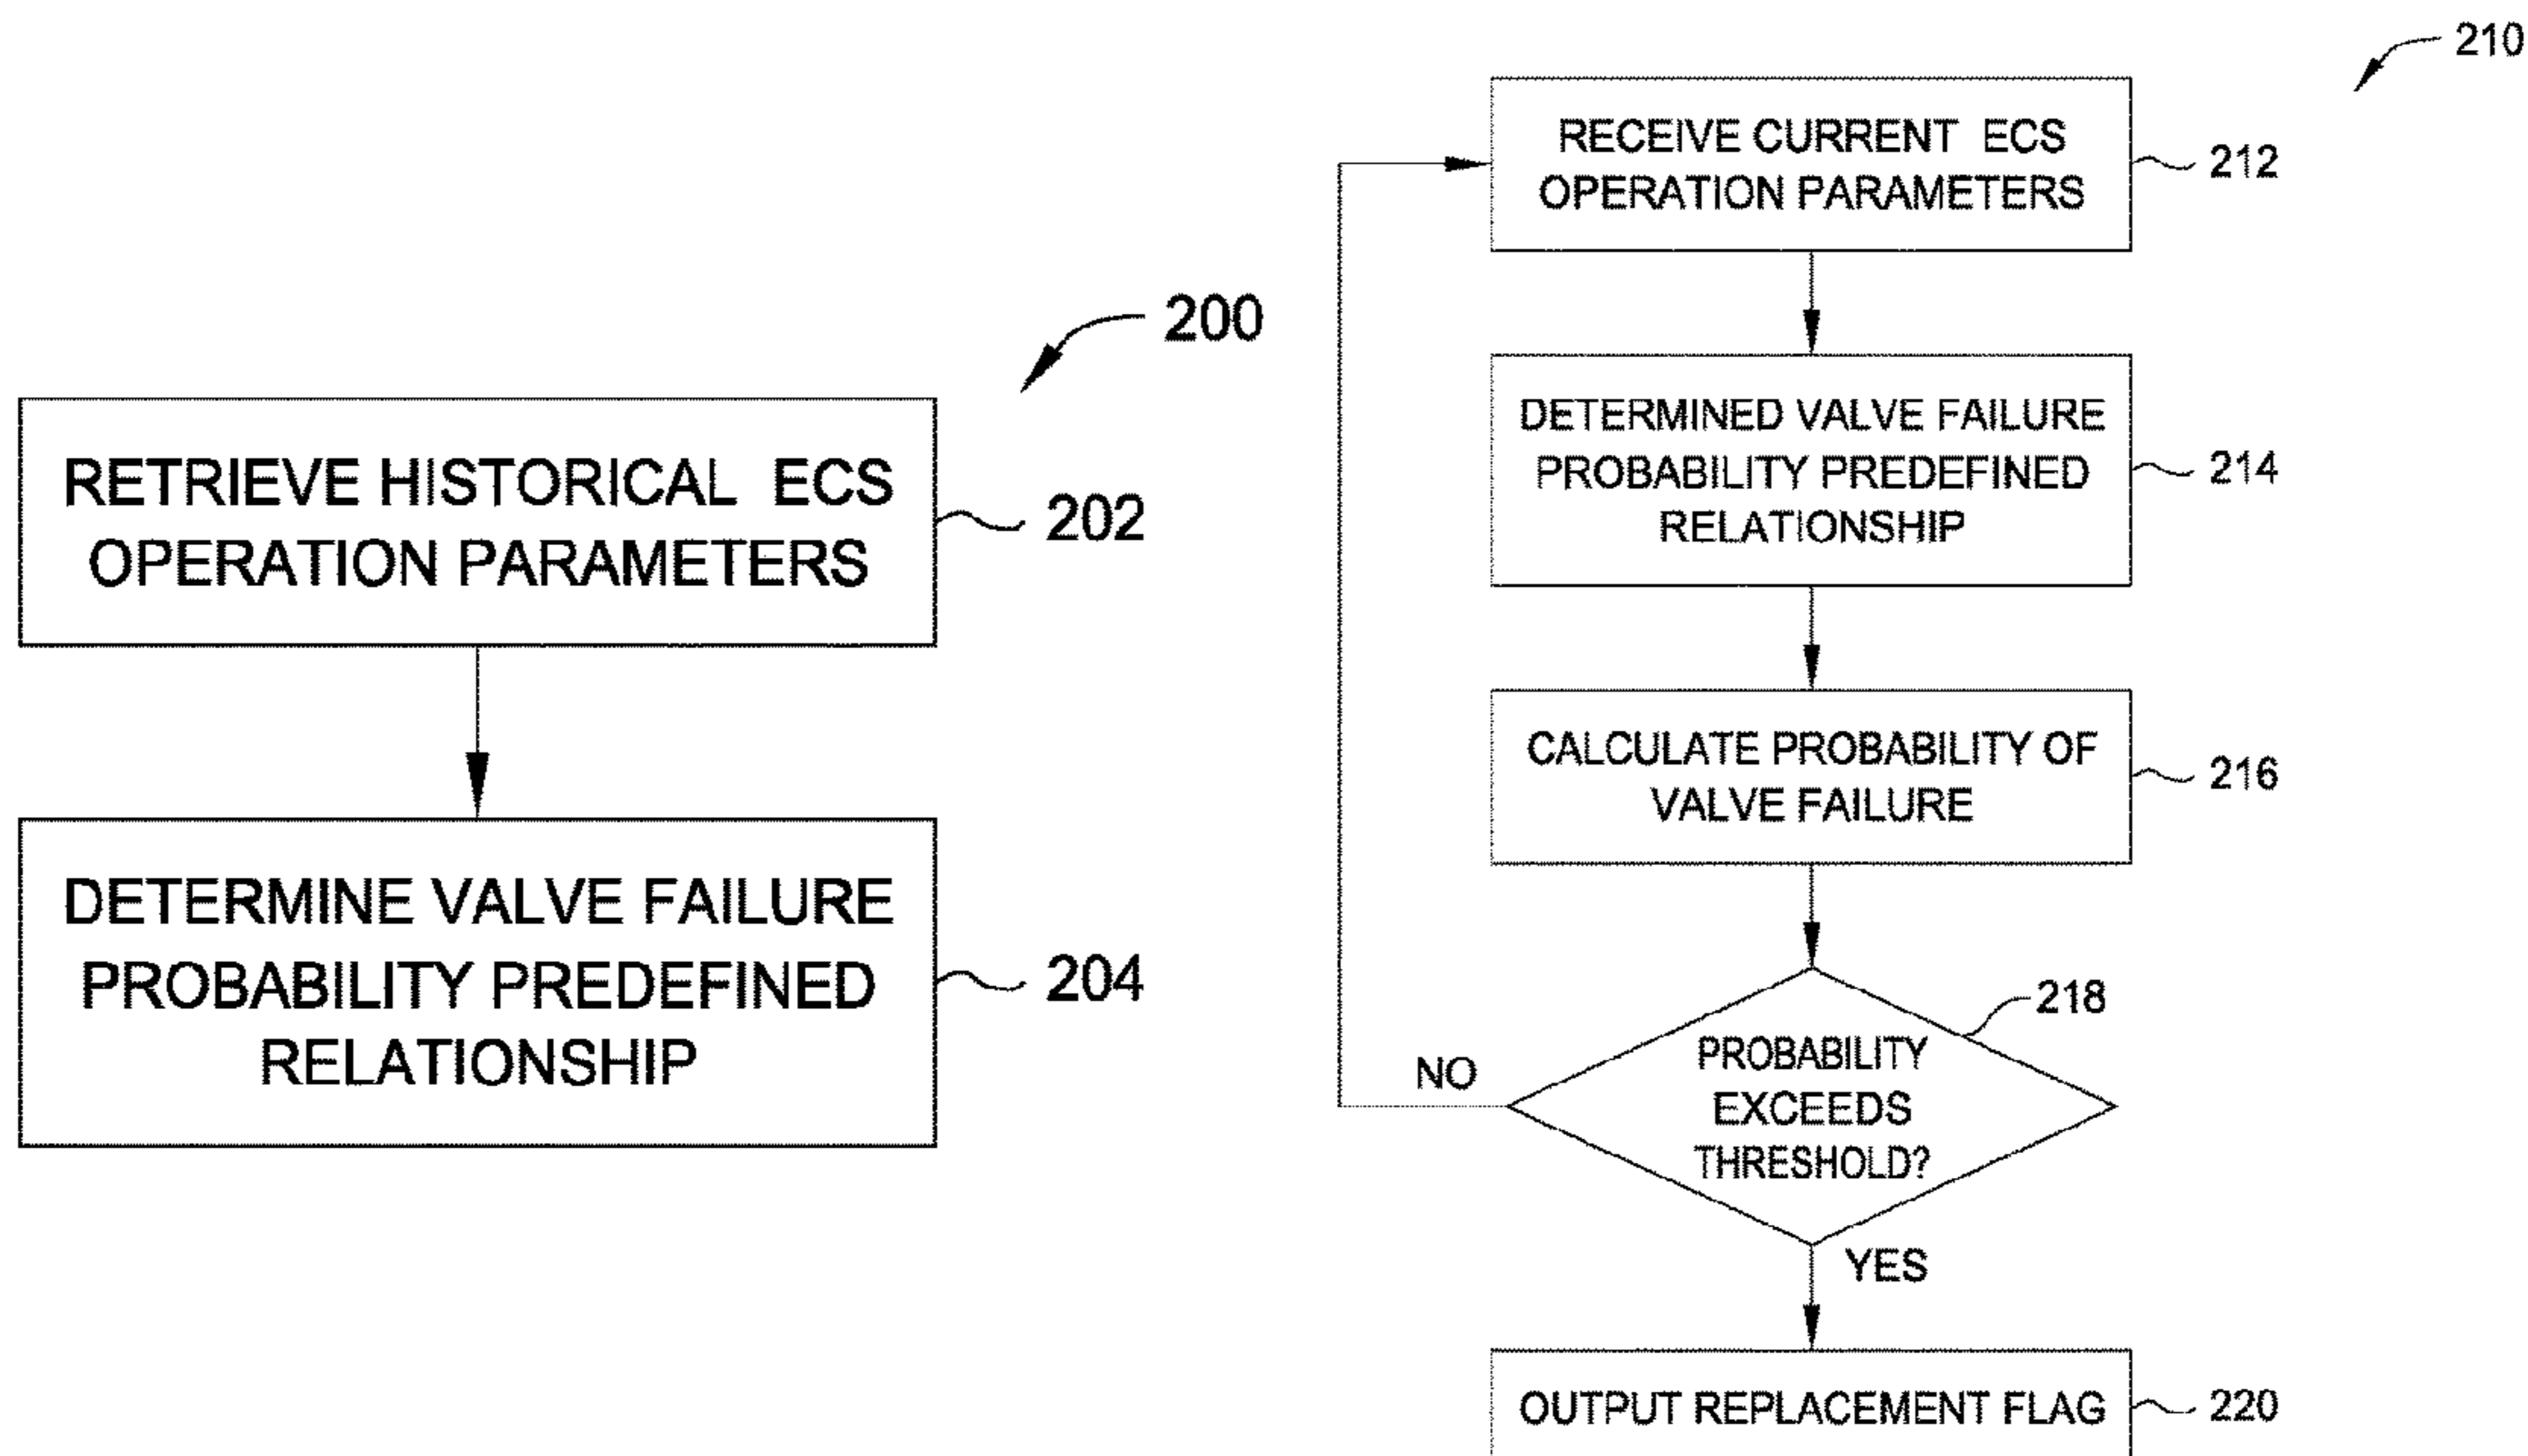 200
RETRIEVE HISTORICAL ECS
OPERATION PARAMETERS
202
DETERMINE VALVE FAILURE
PROBABILITY PREDEFINED
RELATIONSHIP
204
210
RECEIVE CURRENT ECS
OPERATION PARAMETERS
212
DETERMINED VALVE FAILURE
PROBABILITY PREDEFINED
RELATIONSHIP
214
CALCULATE PROBABILITY OF
VALVE FAILURE
216
218
PROBABILITY
EXCEEDS
THRESHOLD?
NO
YES
OUTPUT REPLACEMENT FLAG
220